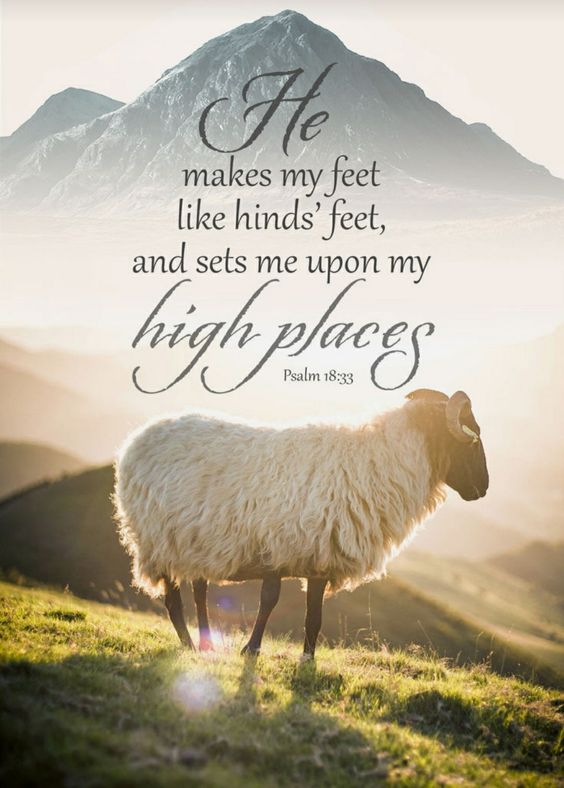 He
makes my feet
like hinds' feet,
and sets me upon my
high places
Psalm 18:33